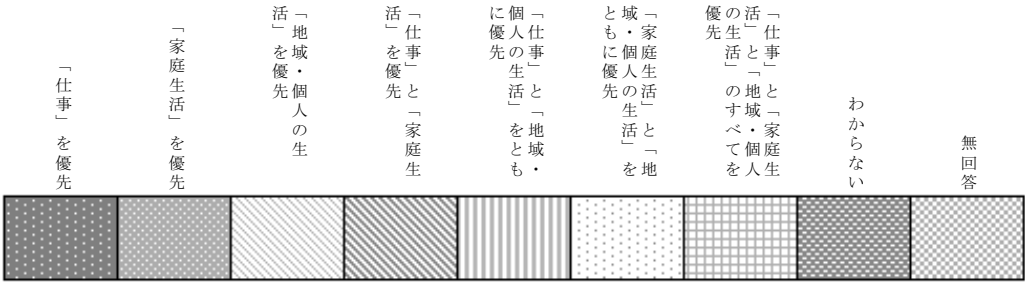 「仕事」を優先
「家庭生活」を優先
「地域・個人の生
活」を優先
「仕事」と「家庭生
活」を優先
「仕事」と「地域・
個人の生活」をとも
に優先
「家庭生活」と「地
域・個人の生活」を
ともに優先
「仕事」と「家庭生
活」と「地域・個人
の生活」のすべてを
優先
わからない
無回答